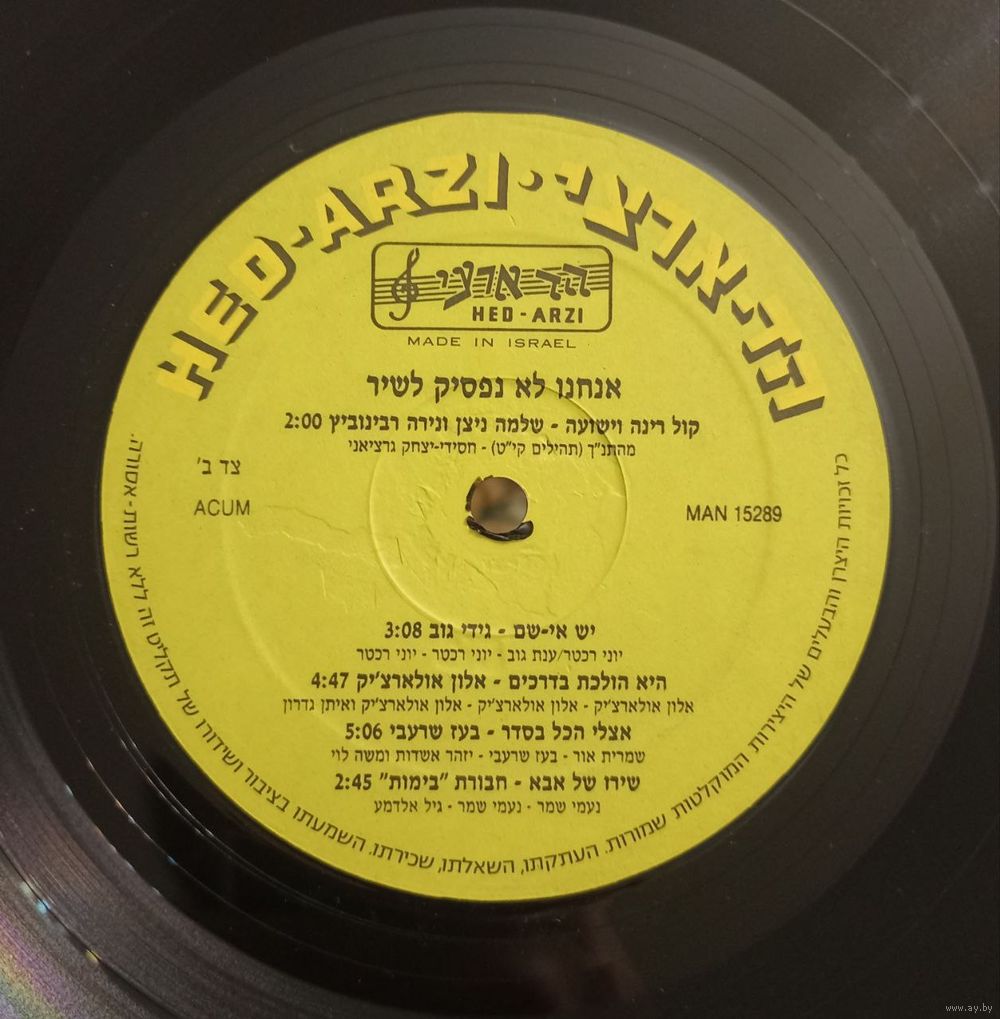 HED-ARZI · הד-ארצי
הד ארצי
HED-ARZI
MADE IN ISRAEL
אנחנו לא נפסיק לשיר
קול רינה וישועה - שלמה ניצן ונירה רבינוביץ 2:00
מהתנ"ך (תהילים קי"ט) - חסידי-יצחק גרציאני
צד ב'
ACUM
MAN 15289
יש אי-שם - גידי גוב 3:08
יוני רכטר/ענת גוב - יוני רכטר - יוני רכטר
היא הולכת בדרכים - אלון אולארצ'יק 4:47
אלון אולארצ'יק - אלון אולארצ'יק - אלון אולארצ'יק ואיתן גדרון
אצלי הכל בסדר - בעז שרעבי 5:06
שמרית אור - בעז שרעבי - יזהר אשדות ומשה לוי
שירו של אבא - חבורת "בימות" 2:45
נעמי שמר - נעמי שמר - גיל אלדמע
כל זכויות היצרן והבעלים של היצירות המוקלטות שמורות. העתקתו, השאלתו, שכירתו. השמעתו בציבור ושידורו של תקליט זה ללא רשות - אסורה.
www.ay.by